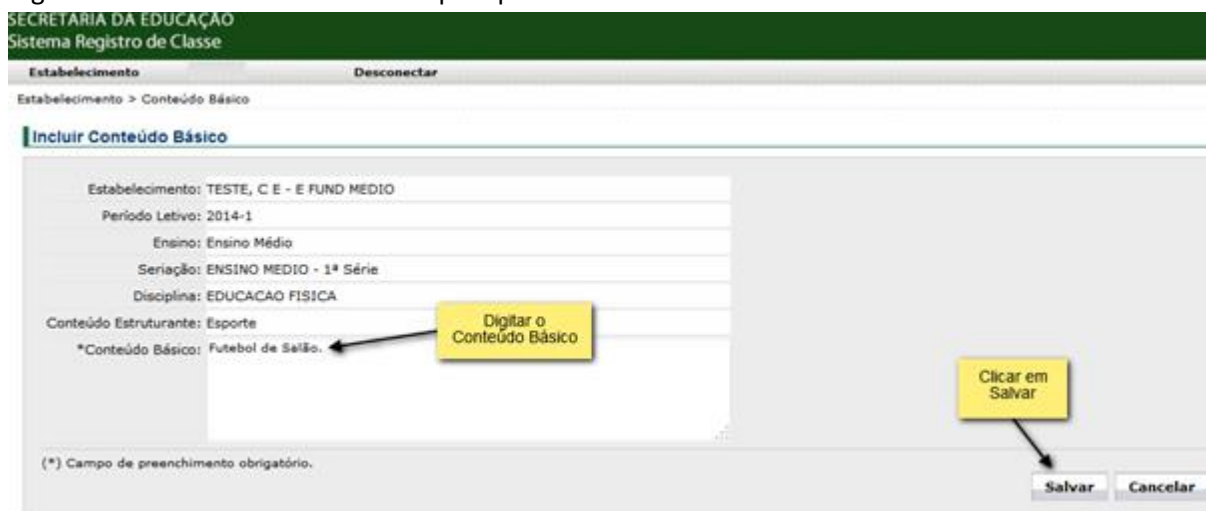 SECRETARIA DA EDUCAÇÃO
Sistema Registro de Classe
Estabelecimento Desconectar
Estabelecimento > Conteúdo Básico
Incluir Conteúdo Básico
Estabelecimento: TESTE, C E - E FUND MEDIO
Período Letivo: 2014-1
Ensino: Ensino Médio
Seriação: ENSINO MEDIO - 1ª Série
Disciplina: EDUCACAO FISICA
Conteúdo Estruturante: Esporte
*Conteúdo Básico: Futebol de Salão.
Digitar o
Conteúdo Básico
Clicar em
Salvar
(*) Campo de preenchimento obrigatório.
Salvar Cancelar